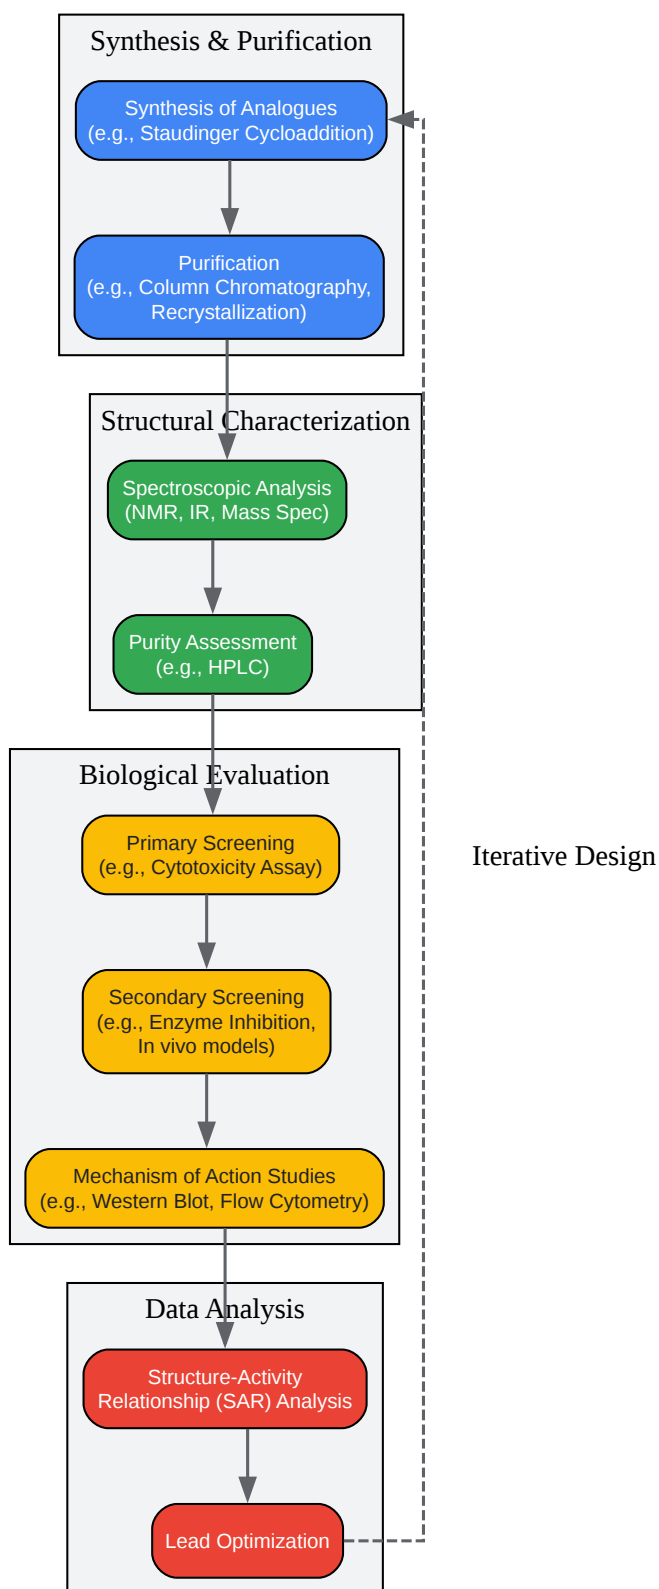 Synthesis & Purification
Synthesis of Analogues
(e.g., Staudinger Cycloaddition)
Purification
(e.g., Column Chromatography,
Recrystallization)
Structural Characterization
Spectroscopic Analysis
(NMR, IR, Mass Spec)
Purity Assessment
(e.g., HPLC)
Biological Evaluation
Primary Screening
(e.g., Cytotoxicity Assay)
Iterative Design
Secondary Screening
(e.g., Enzyme Inhibition,
In vivo models)
Mechanism of Action Studies
(e.g., Western Blot, Flow Cytometry)
Data Analysis
Structure-Activity
Relationship (SAR) Analysis
Lead Optimization